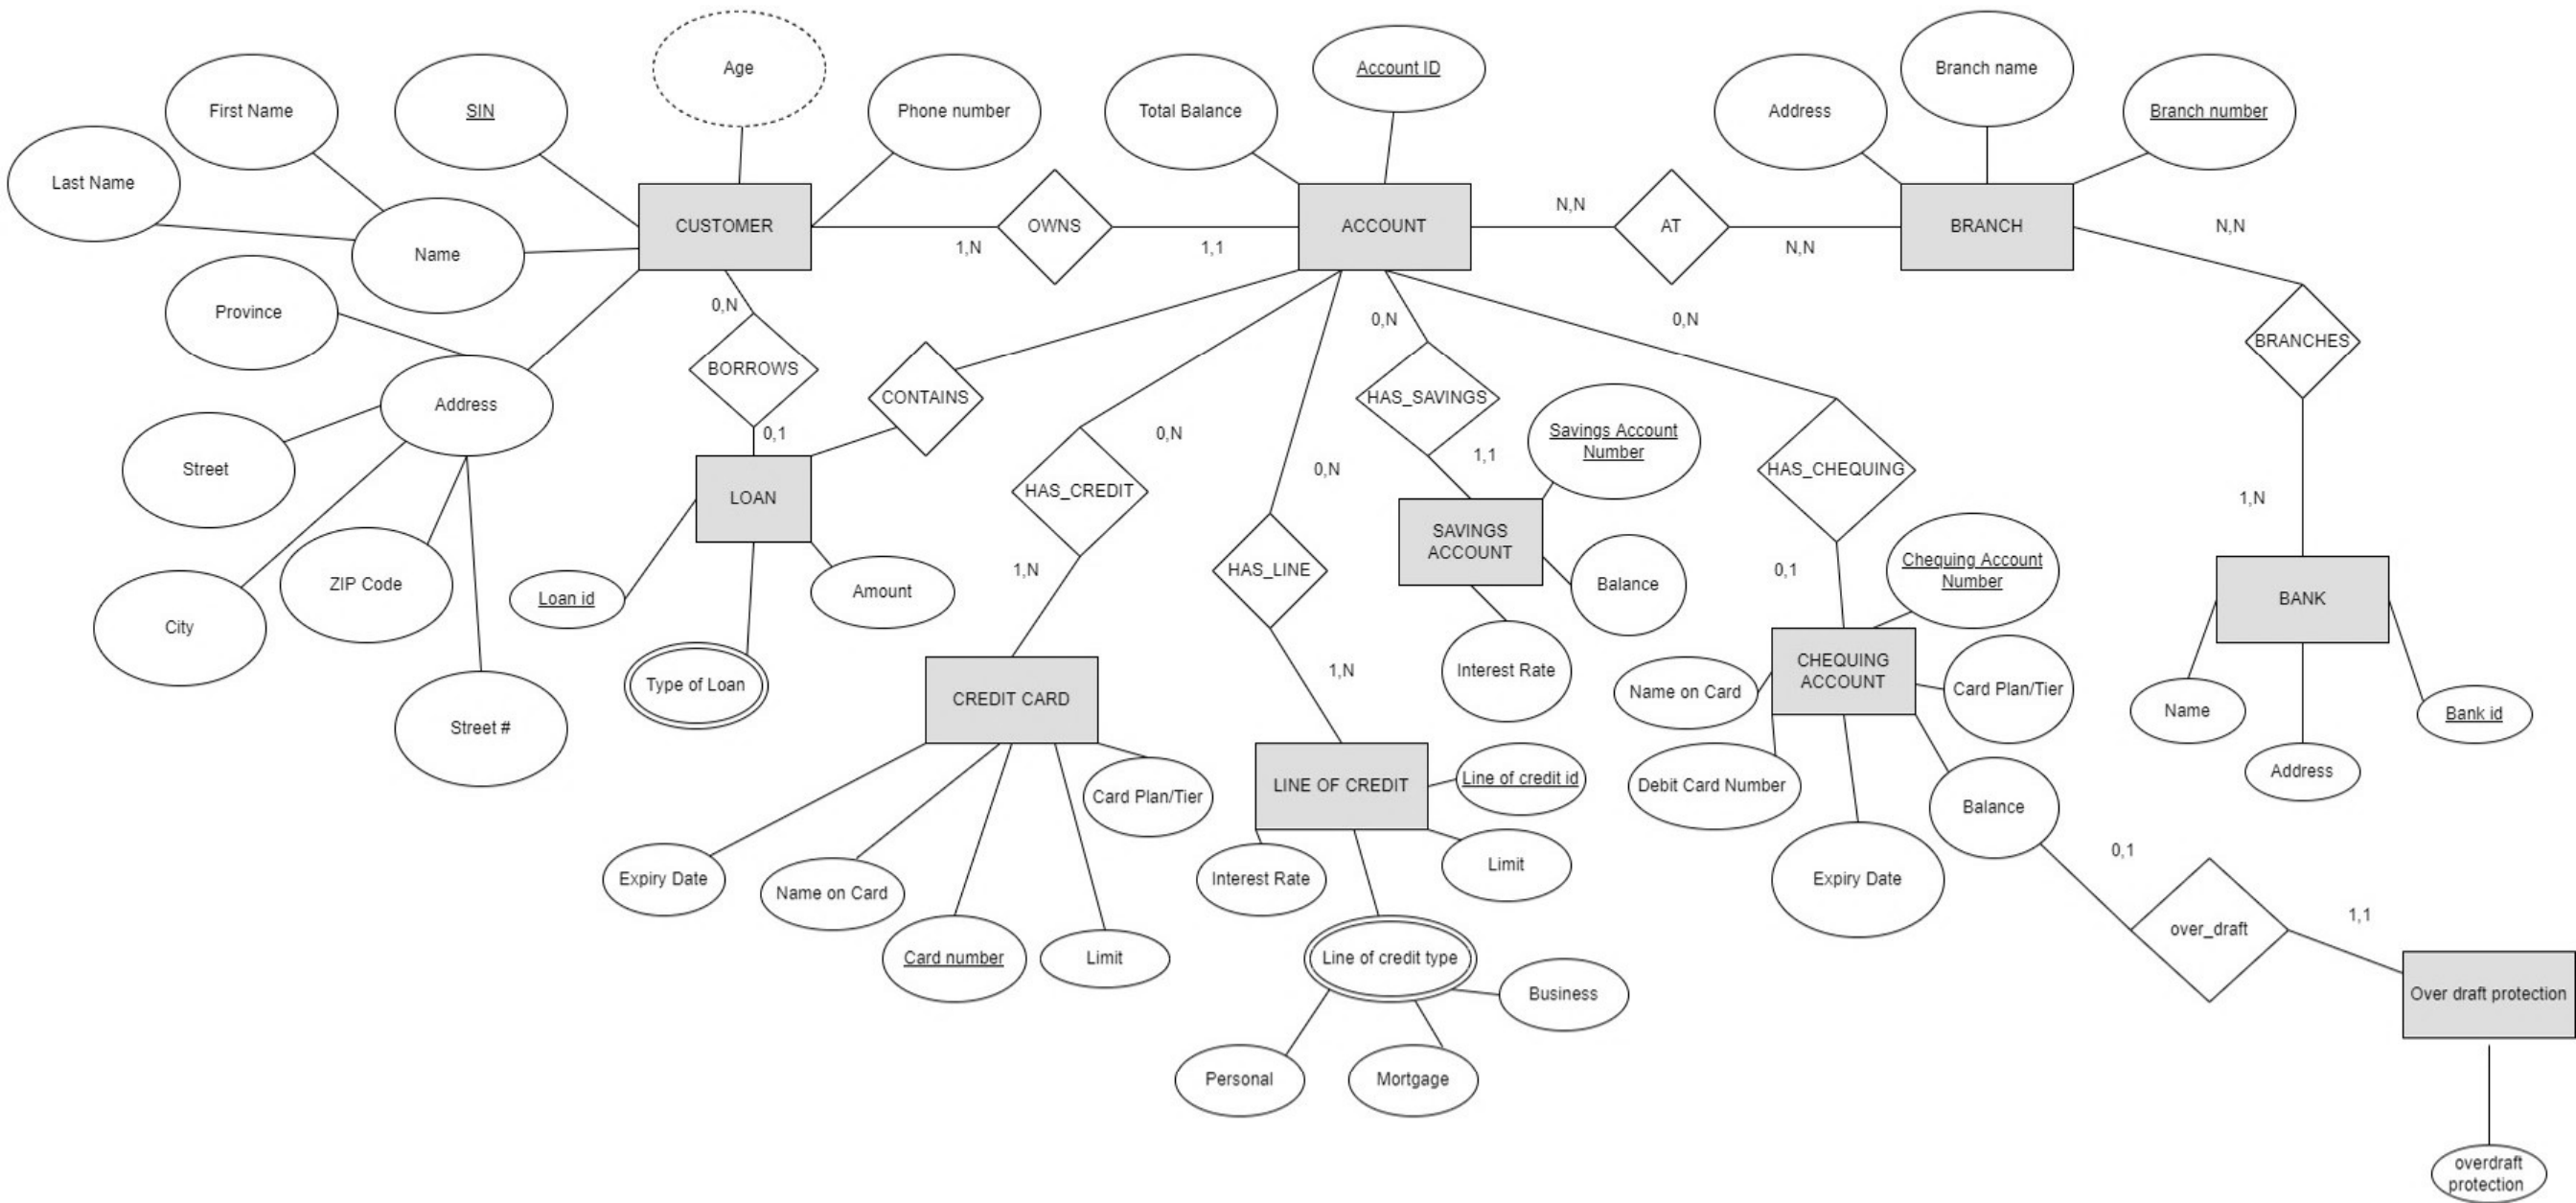 Age
Account ID
Branch name
First Name
SIN
Phone number
Total Balance
Address
Branch number
Last Name
CUSTOMER
OWNS
ACCOUNT
N,N
AT
BRANCH
N,N
1,N
1,1
N,N
Name
Province
0,N
0,N
0,N
BORROWS
CONTAINS
HAS_SAVINGS
BRANCHES
Address
0,1
0,N
Savings Account
Number
Street
1,1
0,N
HAS_CHEQUING
LOAN
HAS_CREDIT
1,N
SAVINGS
ACCOUNT
HAS_LINE
1,N
0,1
Chequing Account
Number
ZIP Code
Loan id
Amount
Balance
BANK
City
Type of Loan
Interest Rate
1,N
CHEQUING
ACCOUNT
Name on Card
Card Plan/Tier
Name
Bank id
CREDIT CARD
Street #
Address
LINE OF CREDIT
Line of credit id
Debit Card Number
Card Plan/Tier
Balance
0,1
Expiry Date
Name on Card
Interest Rate
Limit
Expiry Date
1,1
over_draft
Card number
Limit
Line of credit type
Business
Over draft protection
Personal
Mortgage
overdraft
protection